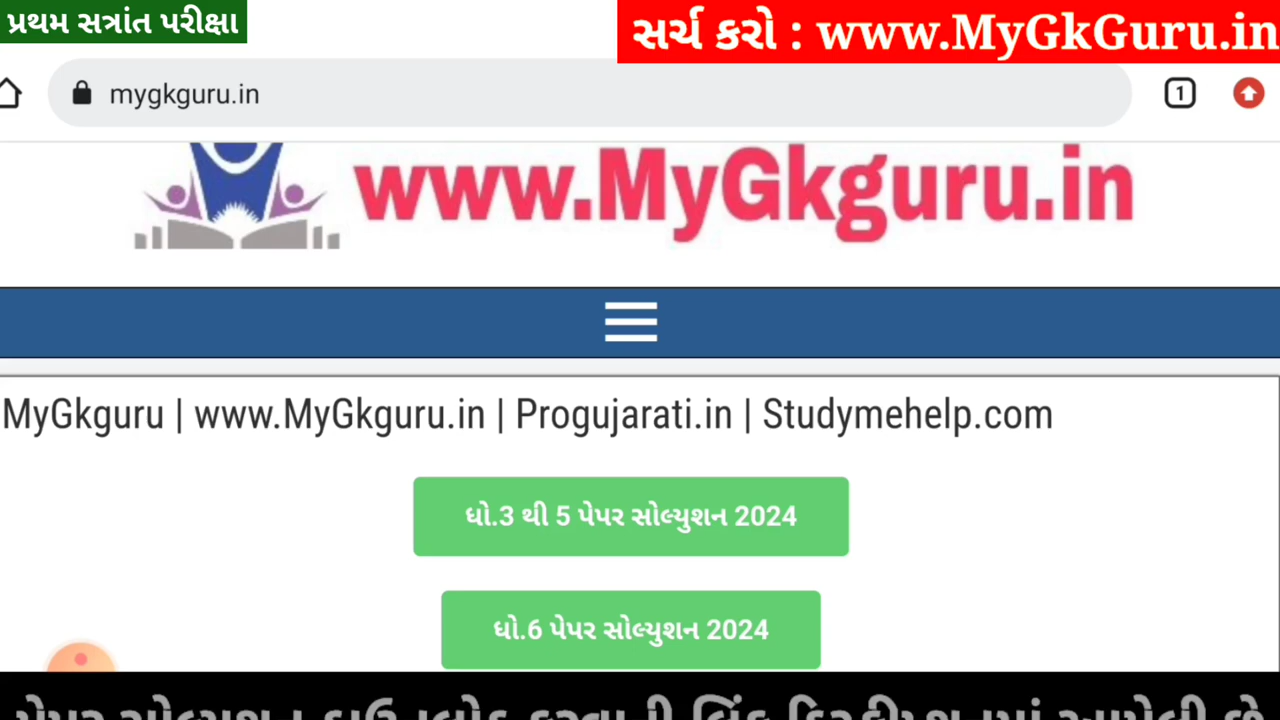 પ્રથમ સત્રાંત પરીક્ષા
સર્ચ કરો : www.MyGkGuru.in
mygkguru.in
1
www.MyGkguru.in
MyGkguru | www.MyGkguru.in | Progujarati.in | Studymehelp.com
ધો.3 થી 5 પેપર સોલ્યુશન 2024
ધો.6 પેપર સોલ્યુશન 2024